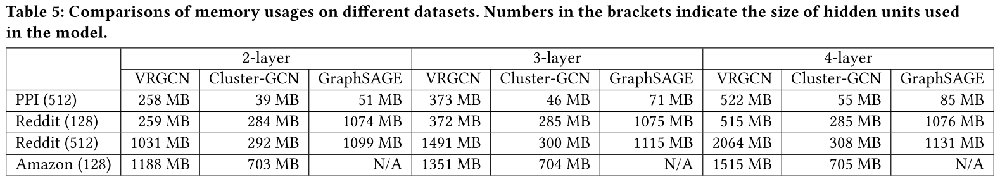 Table 5: Comparisons of memory usages on different datasets. Numbers in the brackets indicate the size of hidden units used
in the model.
2-layer 3-layer 4-layer
VRGCN Cluster-GCN GraphSAGE VRGCN Cluster-GCN GraphSAGE VRGCN Cluster-GCN GraphSAGE
PPI (512) 258 MB 39 MB 51 MB 373 MB 46 MB 71 MB 522 MB 55 MB 85 MB
Reddit (128) 259 MB 284 MB 1074 MB 372 MB 285 MB 1075 MB 515 MB 285 MB 1076 MB
Reddit (512) 1031 MB 292 MB 1099 MB 1491 MB 300 MB 1115 MB 2064 MB 308 MB 1131 MB
Amazon (128) 1188 MB 703 MB N/A 1351 MB 704 MB N/A 1515 MB 705 MB N/A